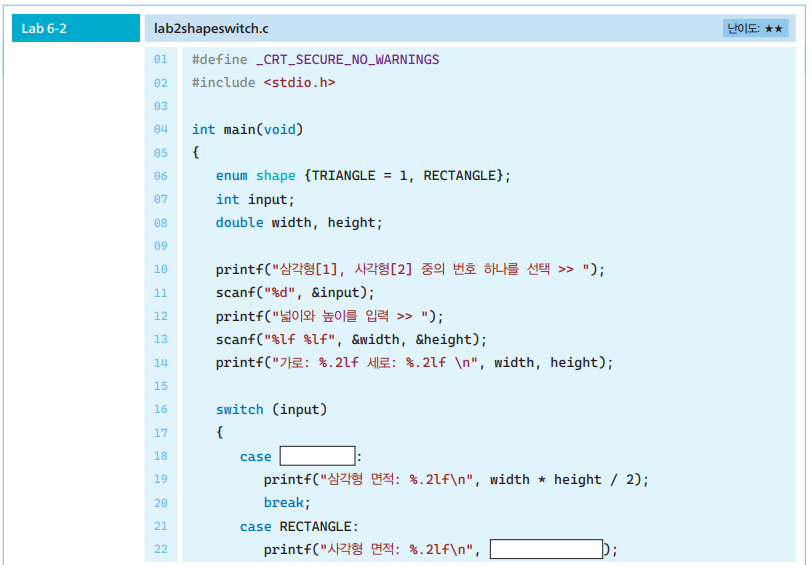 Lab 6-2 lab2shapeswitch.c 난이도: ★★
01 #define _CRT_SECURE_NO_WARNINGS
02 #include <stdio.h>
03
04 int main(void)
05 {
06 enum shape {TRIANGLE = 1, RECTANGLE};
07 int input;
08 double width, height;
09
10 printf("삼각형[1], 사각형[2] 중의 번호 하나를 선택 >> ");
11 scanf("%d", &input);
12 printf("넓이와 높이를 입력 >> ");
13 scanf("%lf %lf", &width, &height);
14 printf("가로: %.2lf 세로: %.2lf \n", width, height);
15
16 switch (input)
17 {
18 case :
19 printf("삼각형 면적: %.2lf\n", width * height / 2);
20 break;
21 case RECTANGLE:
22 printf("사각형 면적: %.2lf\n", );